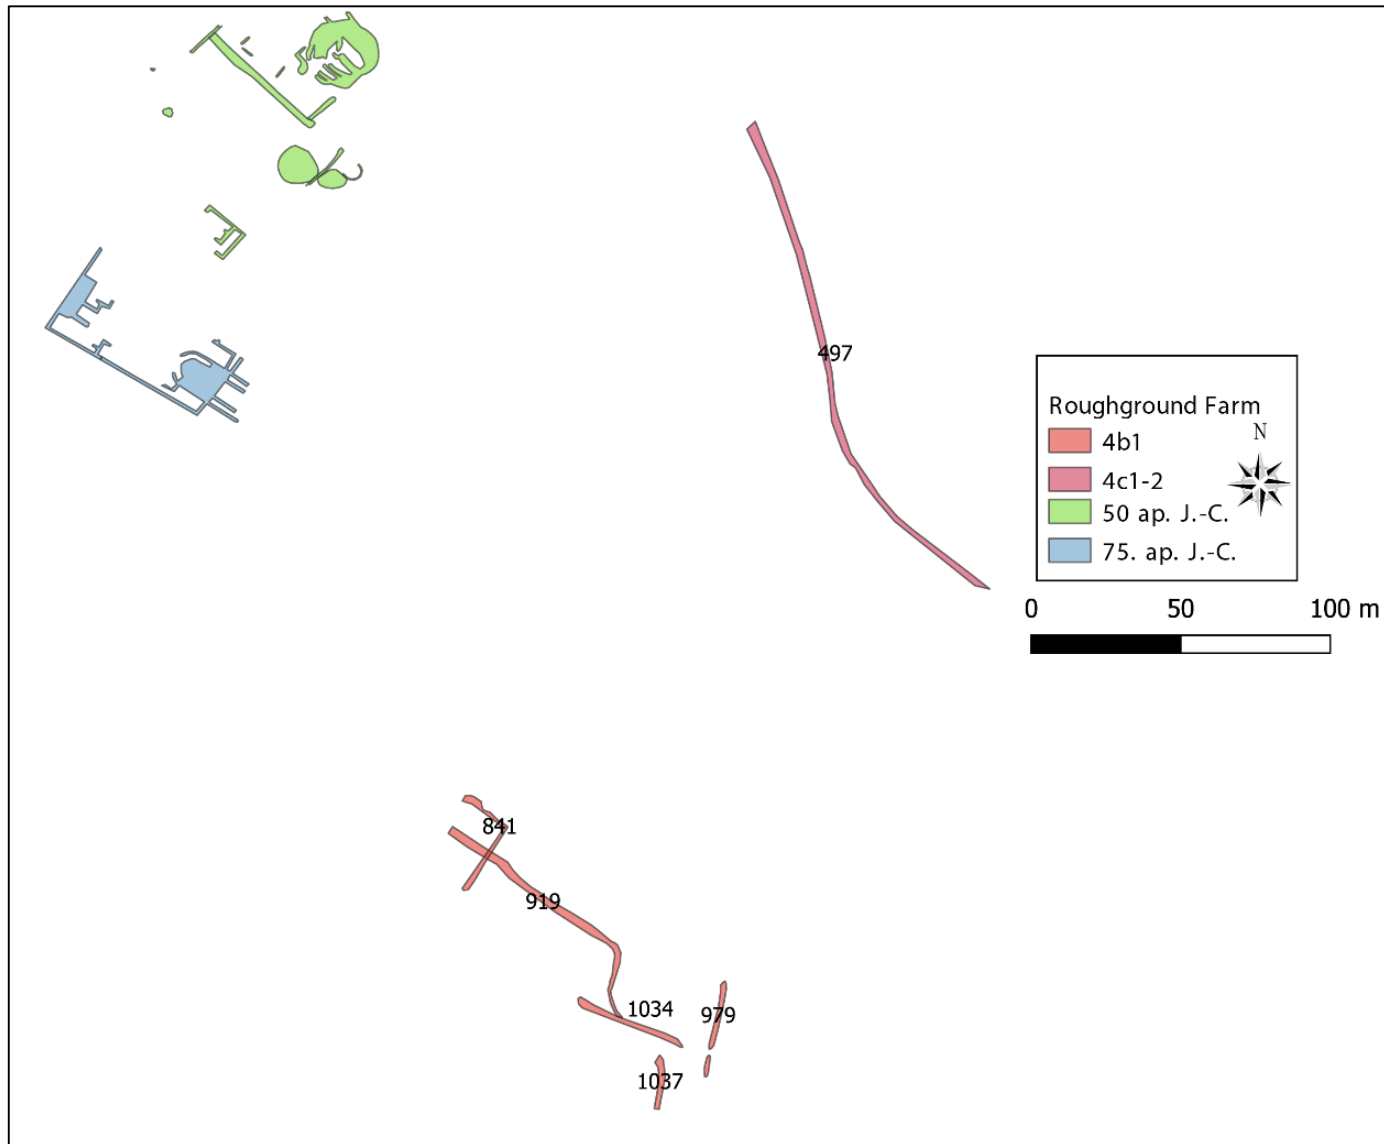 497
Roughground Farm
N
4b1
4c1-2
50 ap. J.-C.
75. ap. J.-C.
0 50 100 m
841
919
1034
979
1037